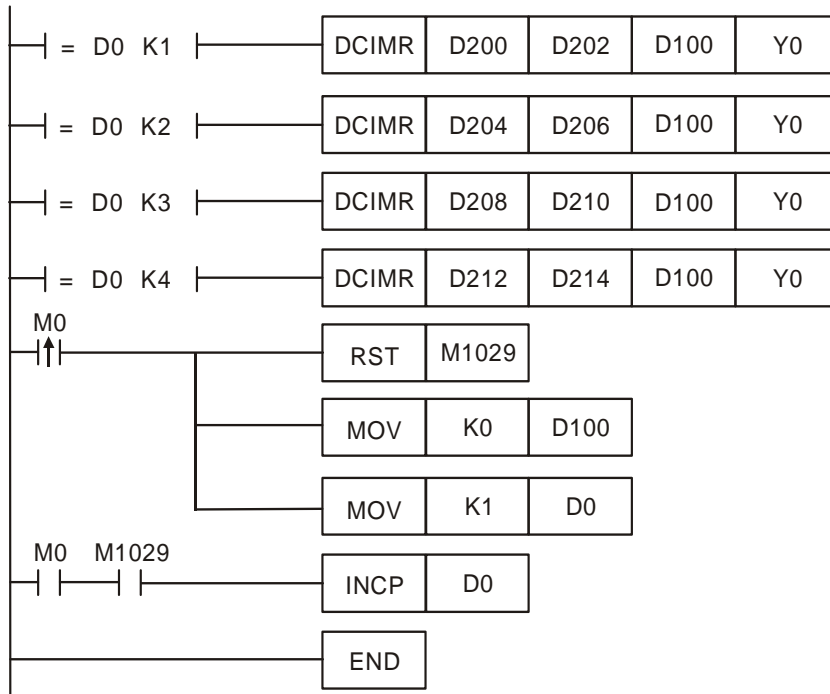 = D0 K1 DCIMR D200 D202 D100 Y0
= D0 K2 DCIMR D204 D206 D100 Y0
= D0 K3 DCIMR D208 D210 D100 Y0
= D0 K4 DCIMR D212 D214 D100 Y0
M0
RST M1029
MOV K0 D100
MOV K1 D0
M0 M1029
INCP D0
END